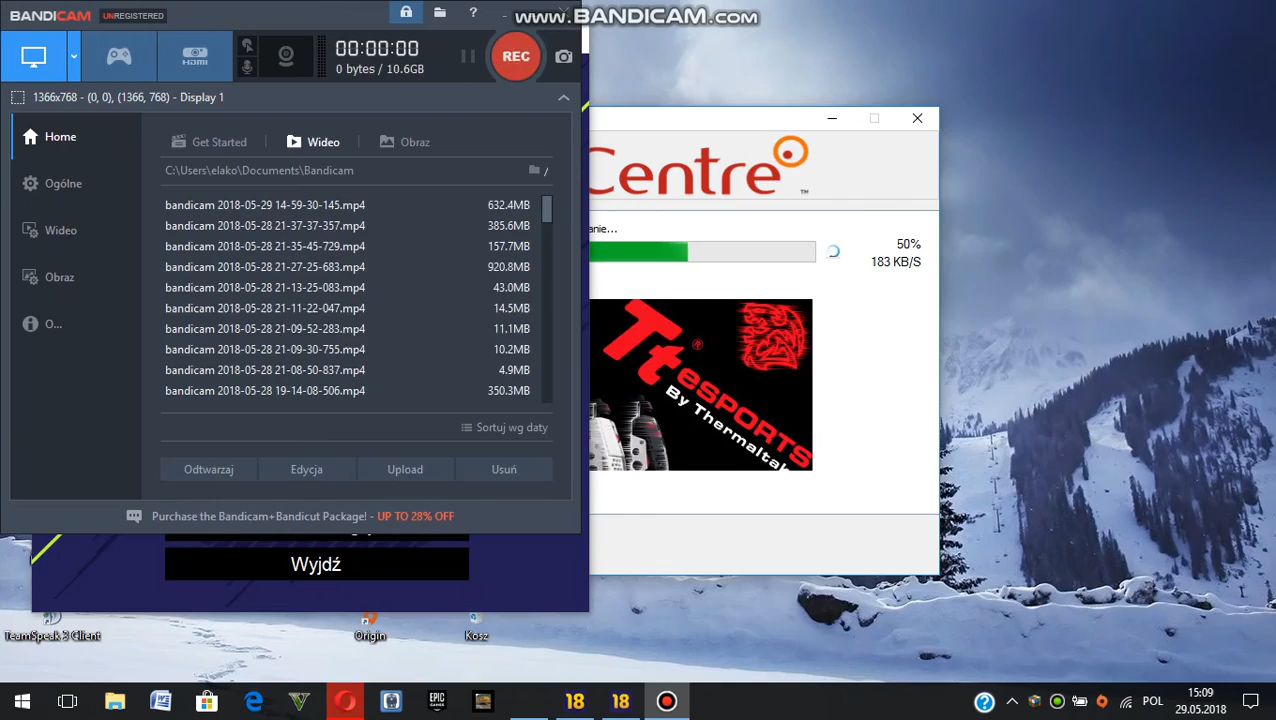 BANDICAM UNREGISTERED
?
www.BANDICAM.com
HDMI
00:00:00
0 bytes / 10.6GB
REC
1366x768 - (0, 0), (1366, 768) - Display 1
Home
Ogólne
Wideo
Obraz
O...
Get Started
Video
Obraz
C:\Users\elako\Documents\Bandicam
/
bandicam 2018-05-29 14-59-30-145.mp4 632.4MB
bandicam 2018-05-28 21-37-37-357.mp4 385.6MB
bandicam 2018-05-28 21-35-45-729.mp4 157.7MB
bandicam 2018-05-28 21-27-25-683.mp4 920.8MB
bandicam 2018-05-28 21-13-25-083.mp4 43.0MB
bandicam 2018-05-28 21-11-22-047.mp4 14.5MB
bandicam 2018-05-28 21-09-52-283.mp4 11.1MB
bandicam 2018-05-28 21-09-30-755.mp4 10.2MB
bandicam 2018-05-28 21-08-50-837.mp4 4.9MB
bandicam 2018-05-28 19-14-08-506.mp4 350.3MB
Sortuj wg daty
Odtwarzaj Edycja Upload Usuń
Purchase the Bandicam+Bandicut Package! - UP TO 28% OFF
Centre™
anie...
50%
183 KB/S
Tt®
eSPORTS
By Thermaltak
Wyjdź
TeamSpeak 3 Client
Origin
Kosz
EPIC GAMES
18
18
?
POL
15:09
29.05.2018